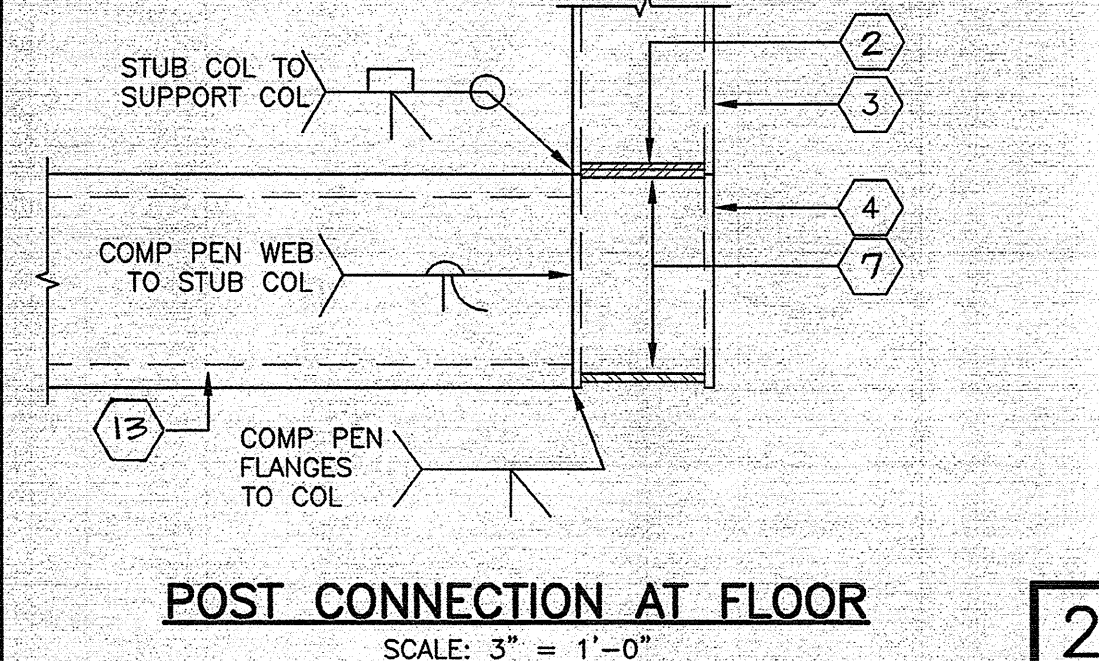 STUB COL TO
SUPPORT COL
2
3
COMP PEN WEB
TO STUB COL
4
7
13
COMP PEN
FLANGES
TO COL
POST CONNECTION AT FLOOR
SCALE: 3" = 1'-0"
2